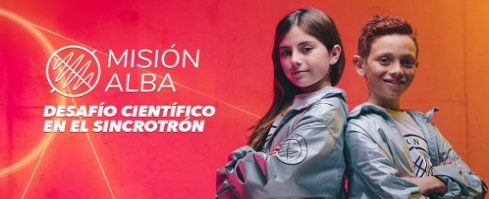 MISIÓN
ALBA
DESAFÍO CIENTÍFICO
EN EL SINCROTRÓN